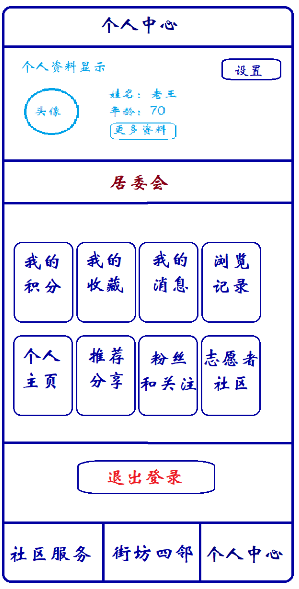 个人中心
个人资料显示
设置
头像
姓名：老王
年龄：70
更多资料
居委会
我的
积分
我的
收藏
我的
消息
浏览
记录
个人
主页
推荐
分享
粉丝
和关注
志愿者
社区
退出登录
社区服务
街坊四邻
个人中心